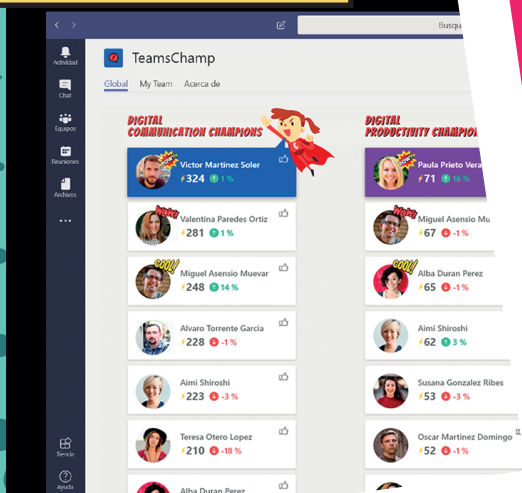 Busqu
TeamsChamp
Global My Team Acerca de
Actividad
Chat
Equipos
Reuniones
Archivos
Tienda
Ayuda
DIGITAL
COMMUNICATION CHAMPIONS
WOW!
Victor Martinez Soler
324 1 %
WOW!
Valentina Paredes Ortiz
281 1 %
COOL!
Miguel Asensio Muevar
248 14 %
Alvaro Torrente Garcia
228 -1 %
Aimi Shiroshi
223 -3 %
Teresa Otero Lopez
210 -18 %
Alba Duran Perez
DIGITAL
PRODUCTIVITY CHAMPION
WOW!
Paula Prieto Vera
71 16 %
WOW!
Miguel Asensio Mu
67 -1 %
COOL!
Alba Duran Perez
65 -1 %
Aimi Shiroshi
62 3 %
Susana Gonzalez Ribes
53 -3 %
Oscar Martinez Domingo
52 -1 %